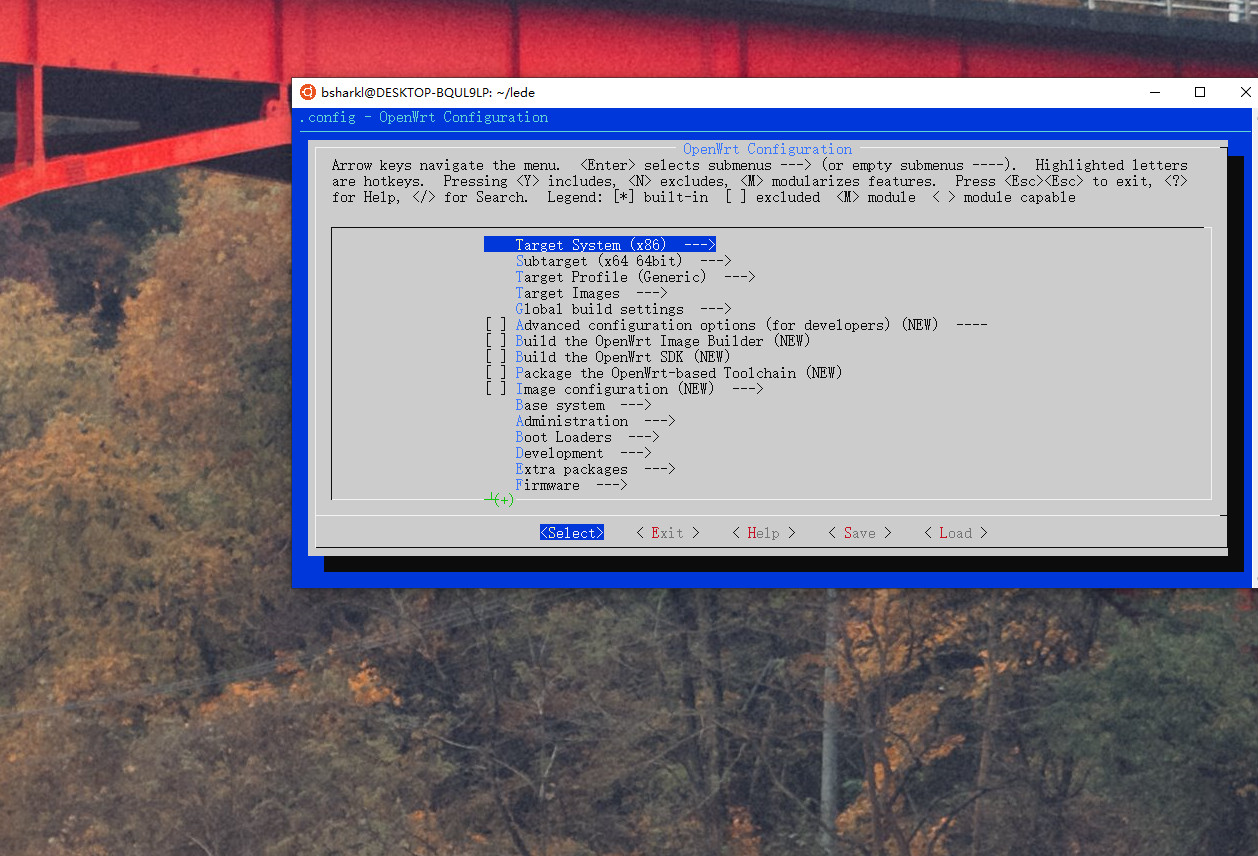 bsharkl@DESKTOP-BQUL9LP: ~/lede
.config - OpenWrt Configuration
OpenWrt Configuration
Arrow keys navigate the menu.  <Enter> selects submenus ---> (or empty submenus ----).  Highlighted letters
are hotkeys.  Pressing <Y> includes, <N> excludes, <M> modularizes features.  Press <Esc><Esc> to exit, <?>
for Help, </> for Search.  Legend: [*] built-in  [ ] excluded  <M> module  < > module capable
Target System (x86)  --->
Subtarget (x64 64bit)  --->
Target Profile (Generic)  --->
Target Images  --->
Global build settings  --->
[ ] Advanced configuration options (for developers) (NEW)  ----
[ ] Build the OpenWrt Image Builder (NEW)
[ ] Build the OpenWrt SDK (NEW)
[ ] Package the OpenWrt-based Toolchain (NEW)
[ ] Image configuration (NEW)  --->
Base system  --->
Administration  --->
Boot Loaders  --->
Development  --->
Extra packages  --->
Firmware  --->
(+)
<Select>    < Exit >    < Help >    < Save >    < Load >